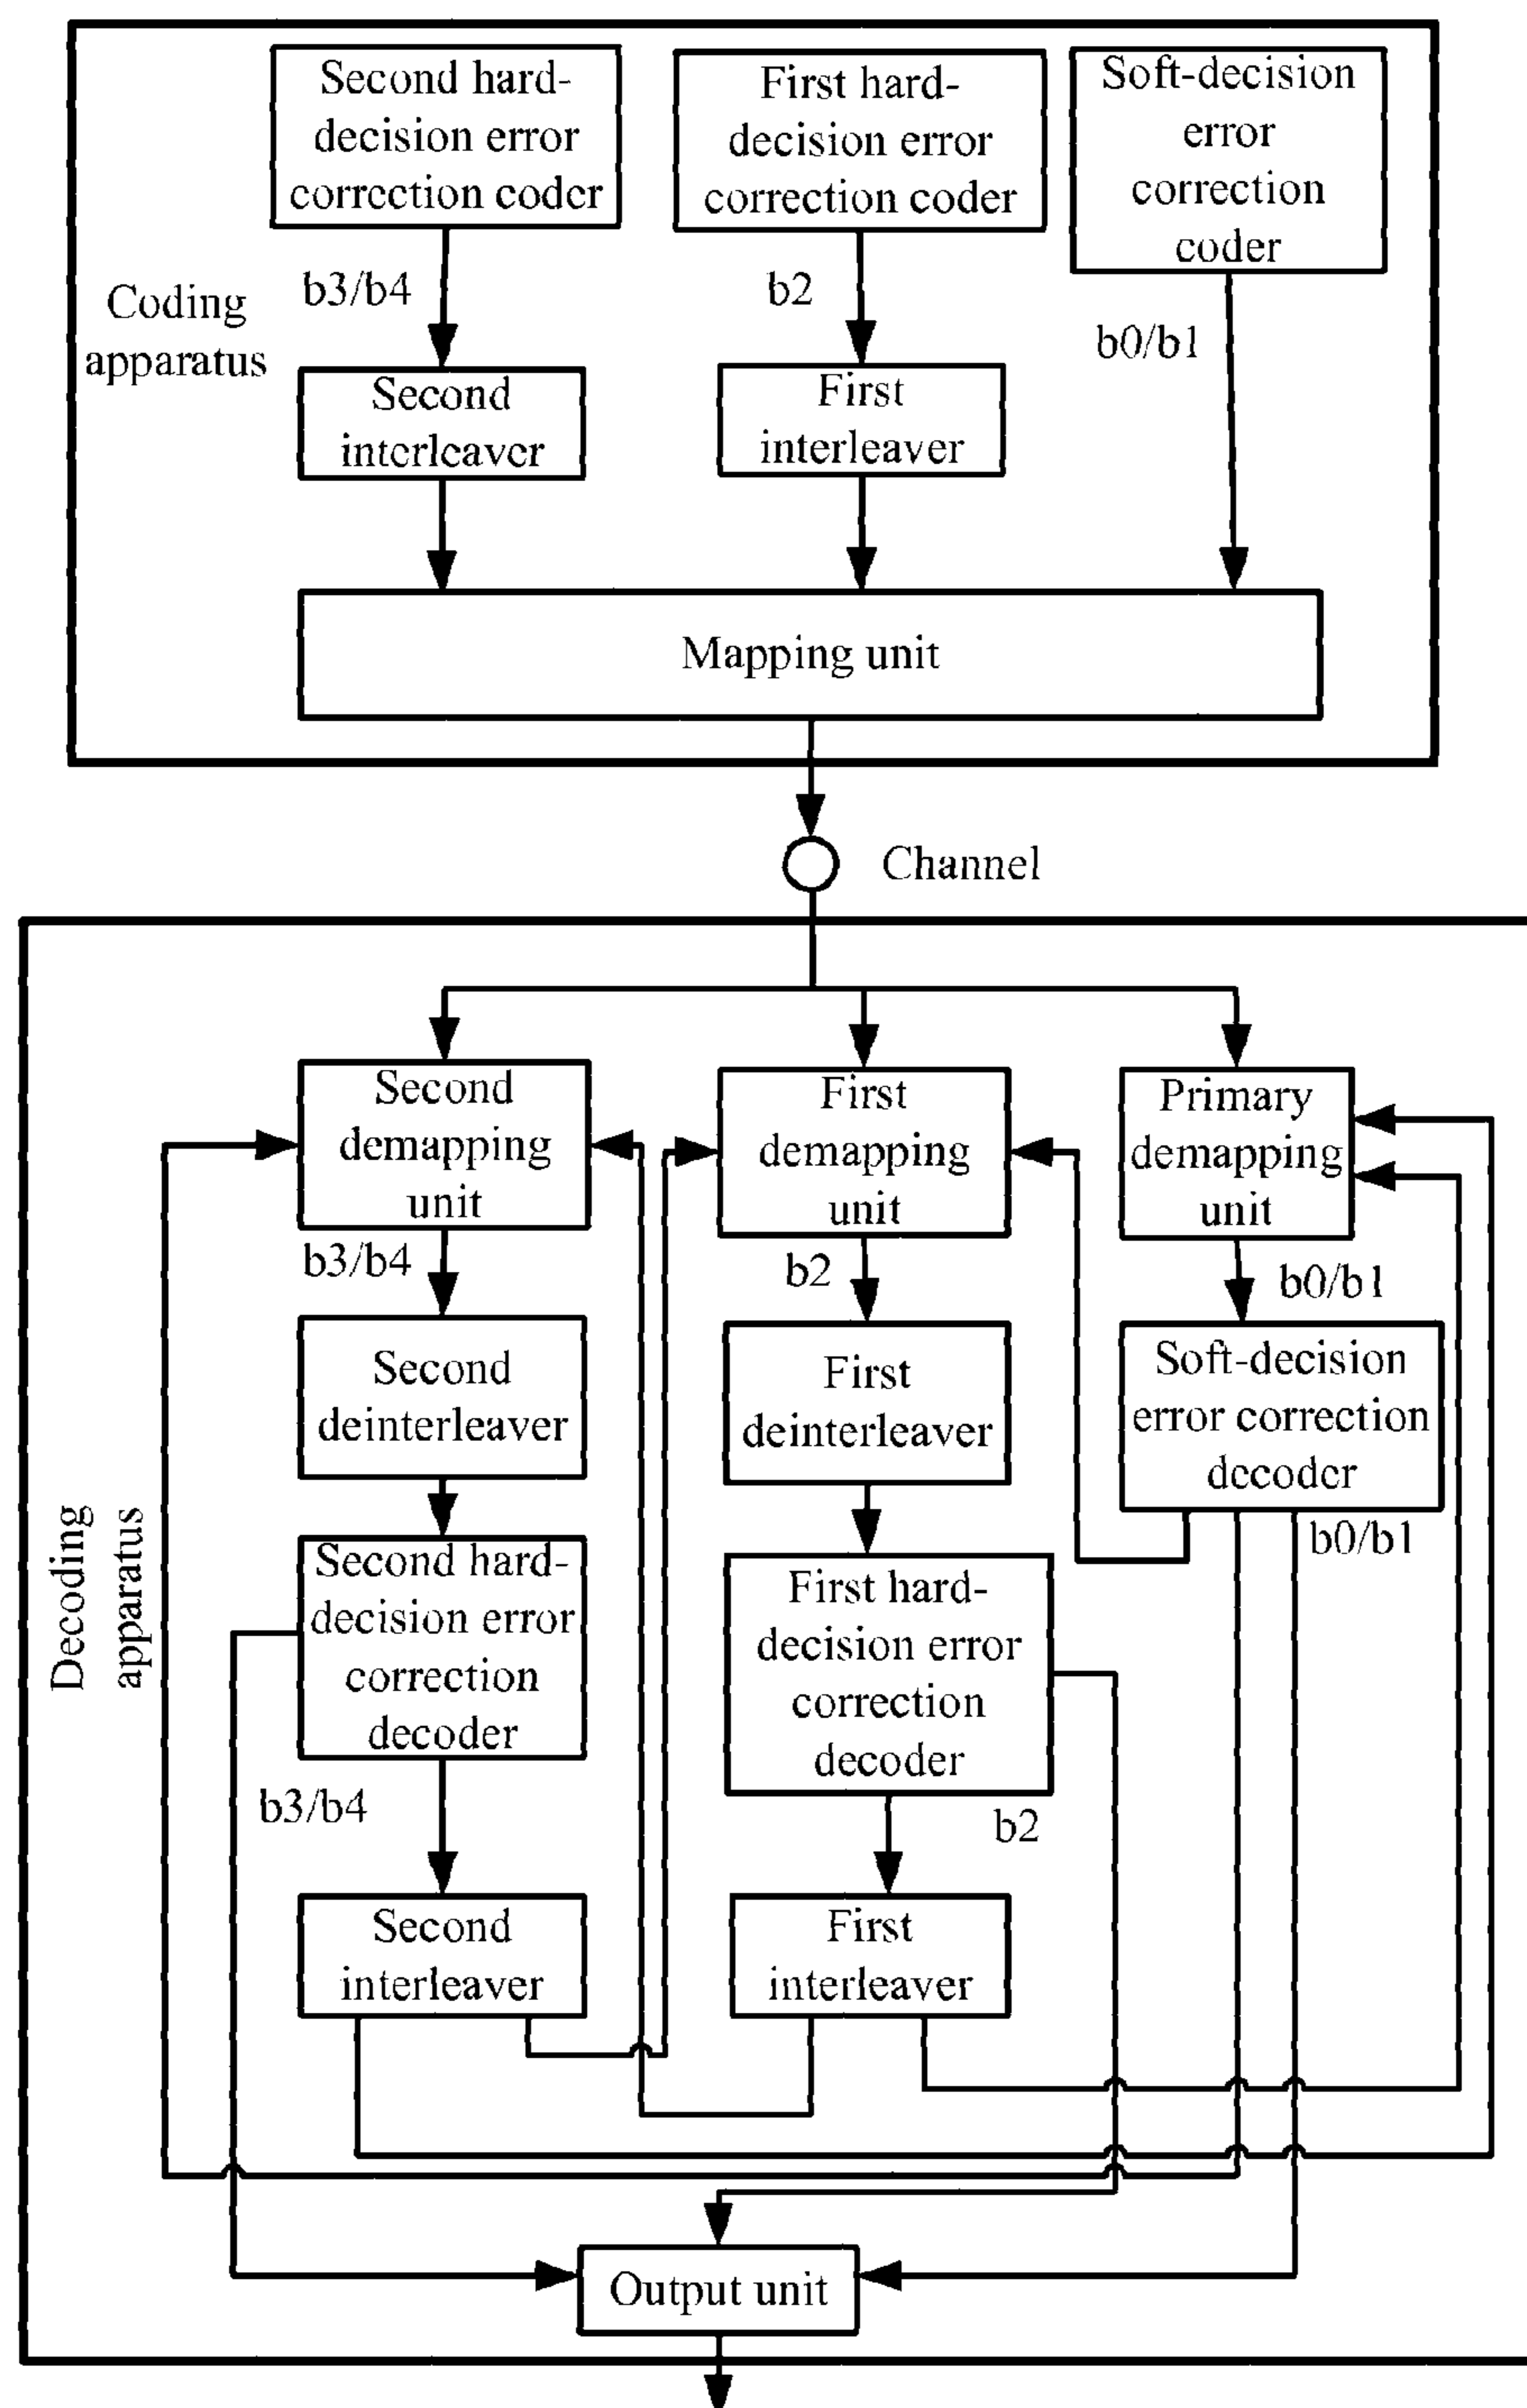 Second hard-
decision error
correction coder
First hard-
decision error
correction coder
Soft-decision
error
correction
coder
Coding
apparatus
b3/b4
b2
b0/b1
Second
interleaver
First
interleaver
Mapping unit
Channel
Decoding
apparatus
Second
demapping
unit
First
demapping
unit
Primary
demapping
unit
b3/b4
b2
b0/b1
Second
deinterleaver
First
deinterleaver
Soft-decision
error correction
decoder
b0/b1
Second hard-
decision error
correction
decoder
First hard-
decision error
correction
decoder
b3/b4
b2
Second
interleaver
First
interleaver
Output unit